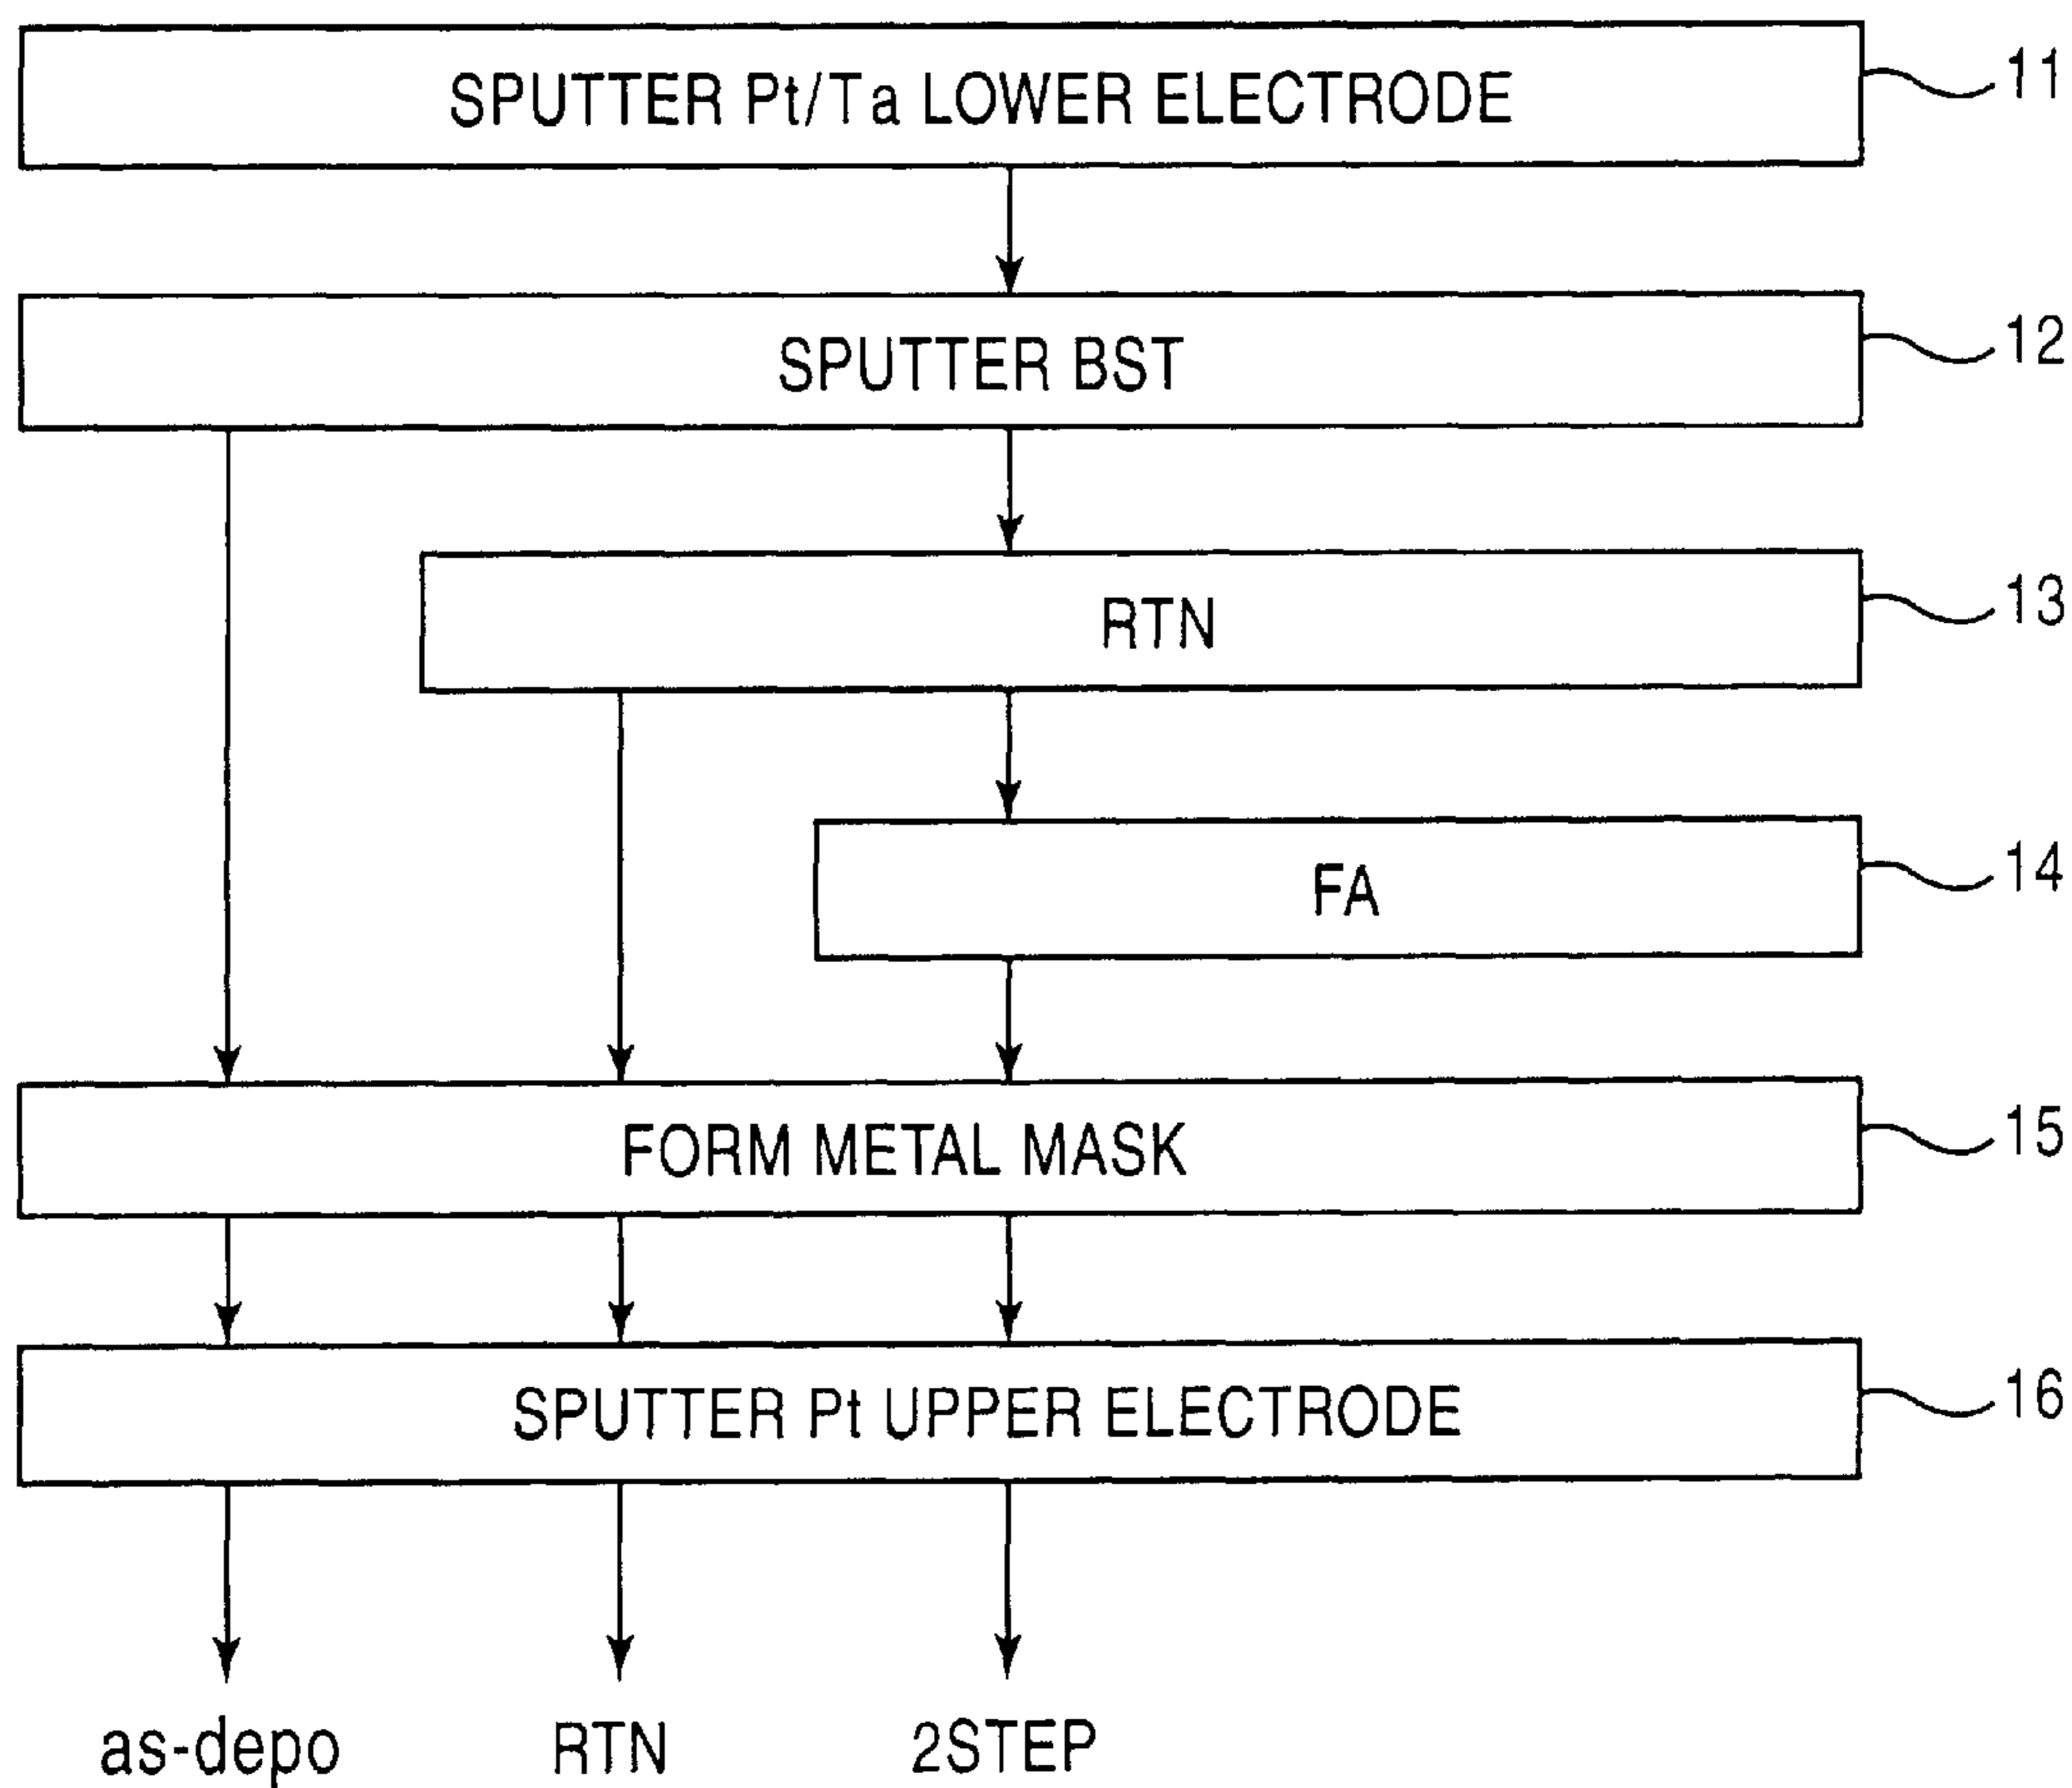 SPUTTER Pt/Ta LOWER ELECTRODE 11
SPUTTER BST 12
RTN 13
FA 14
FORM METAL MASK 15
SPUTTER Pt UPPER ELECTRODE 16
as-depo RTN 2STEP